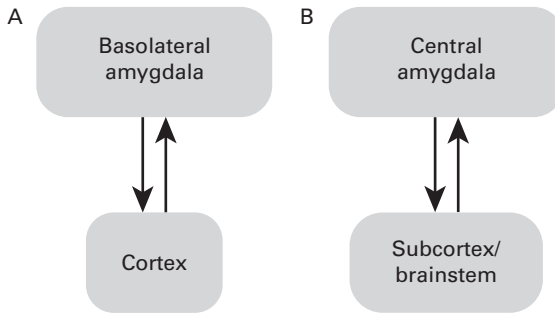 A
Basolateral
amygdala
Cortex
B
Central
amygdala
Subcortex/
brainstem